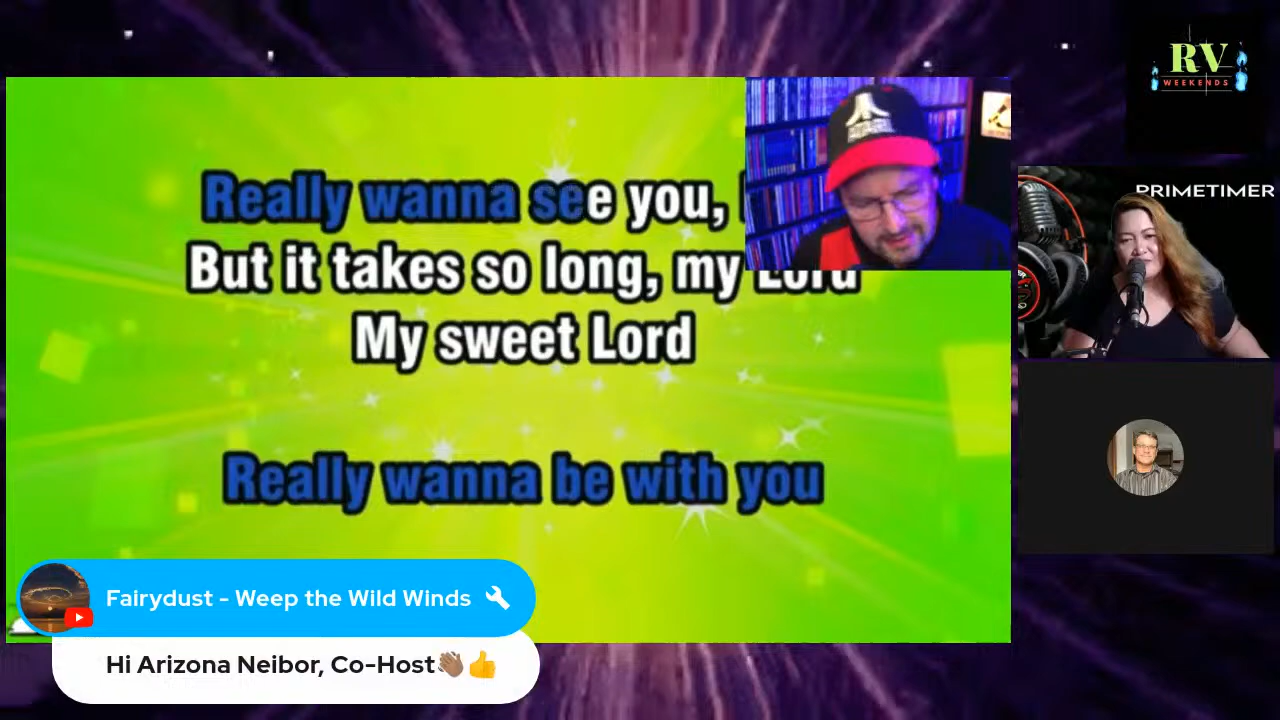 RV
WEEKENDS
PRIMETIMER
Really wanna see you,
But it takes so long, my Lord
My sweet Lord
Really wanna be with you
Fairydust - Weep the Wild Winds
Hi Arizona Neibor, Co-Host👋🏽👍